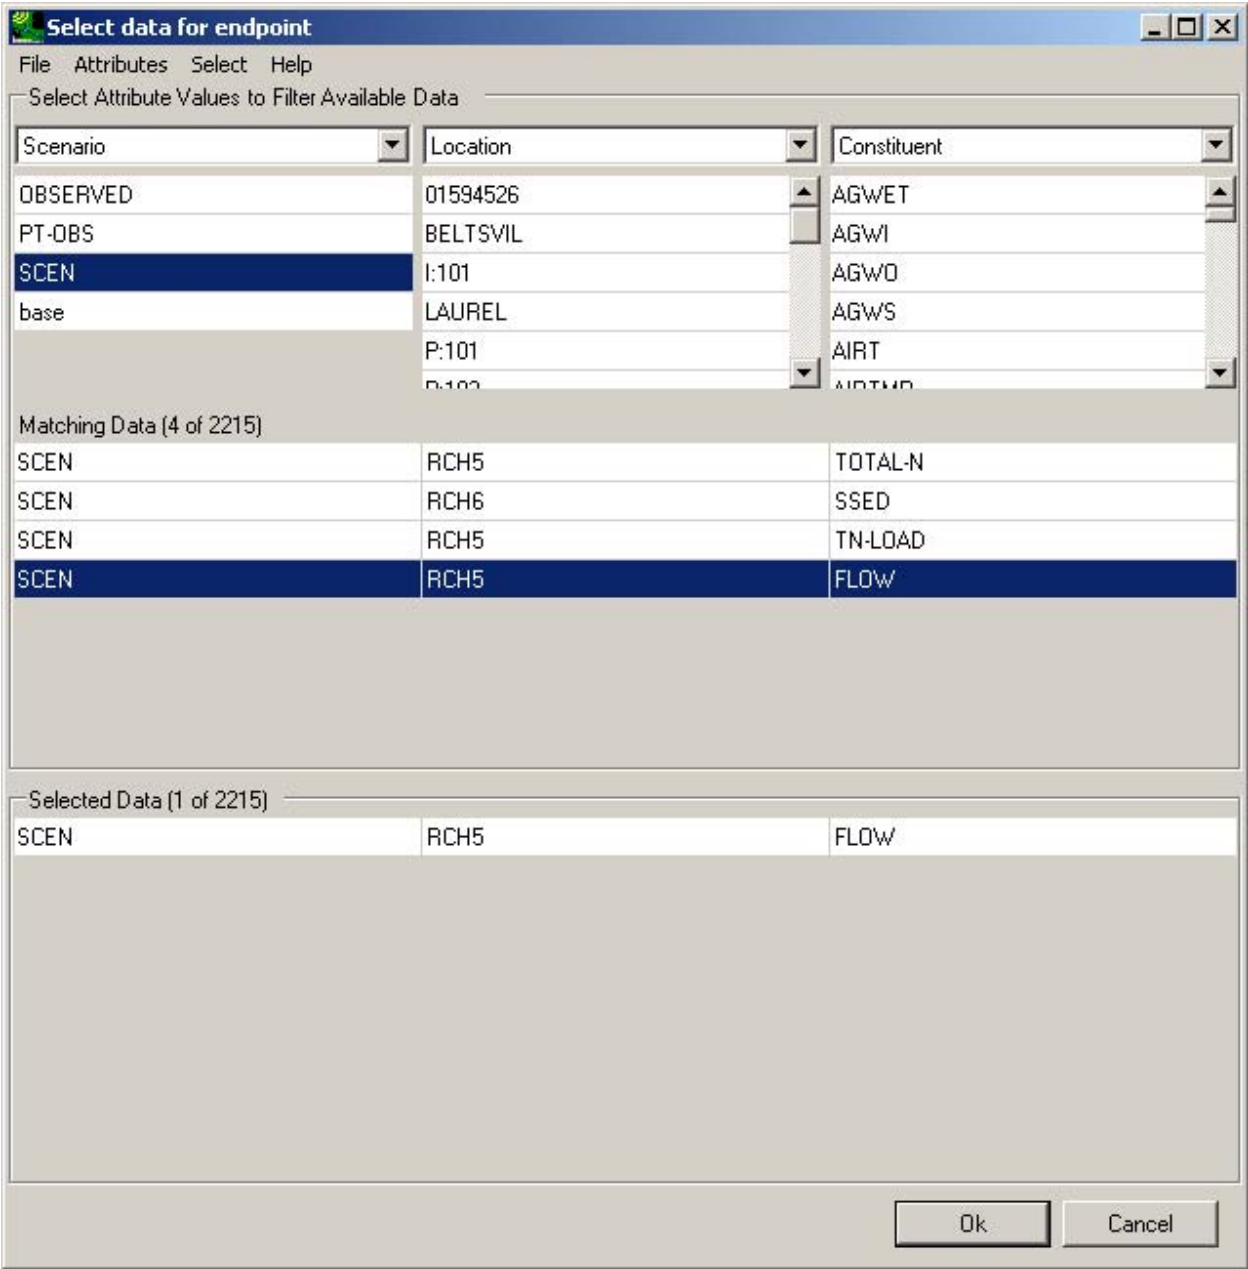 Select data for endpoint
File Attributes Select Help
Select Attribute Values to Filter Available Data
Scenario Location Constituent
OBSERVED 01594526 AGWET
PT-OBS BELTSVIL AGWI
SCEN I:101 AGWO
base LAUREL AGWS
P:101 AIRT
P:102 AIRTMP
Matching Data (4 of 2215)
SCEN RCH5 TOTAL-N
SCEN RCH6 SSED
SCEN RCH5 TN-LOAD
SCEN RCH5 FLOW
Selected Data (1 of 2215)
SCEN RCH5 FLOW
Ok Cancel